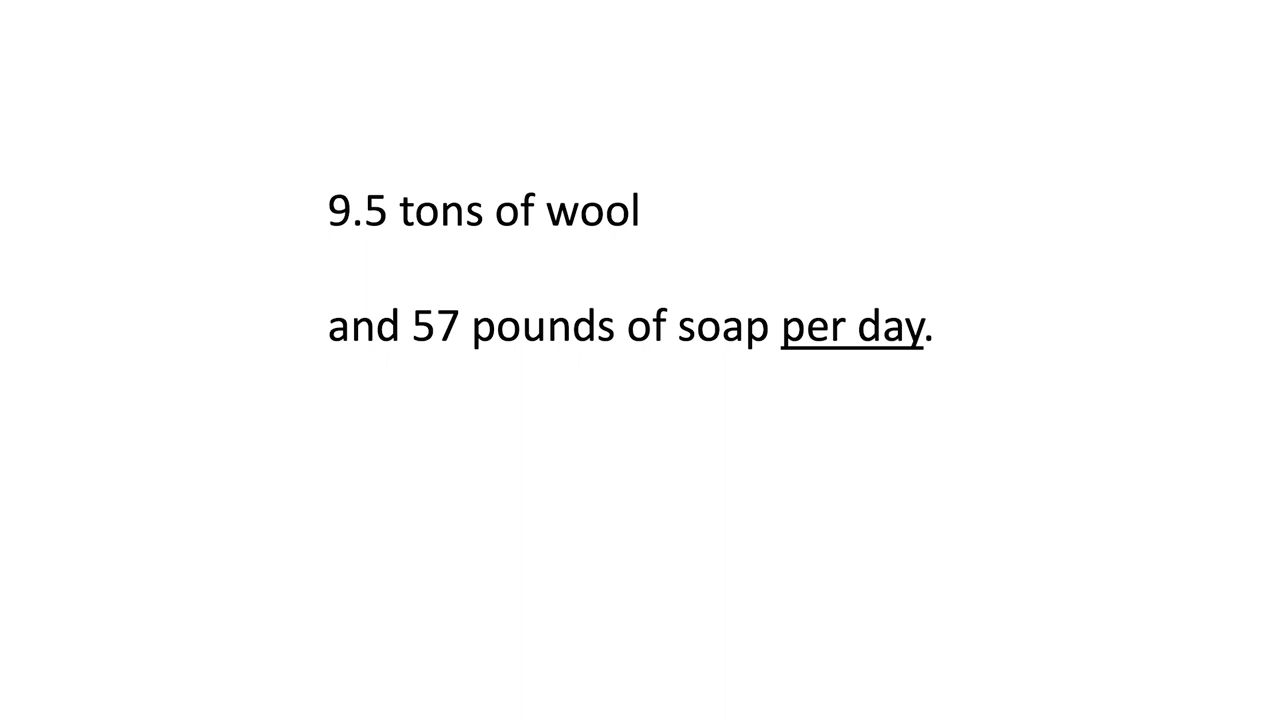 9.5 tons of wool
and 57 pounds of soap per day.